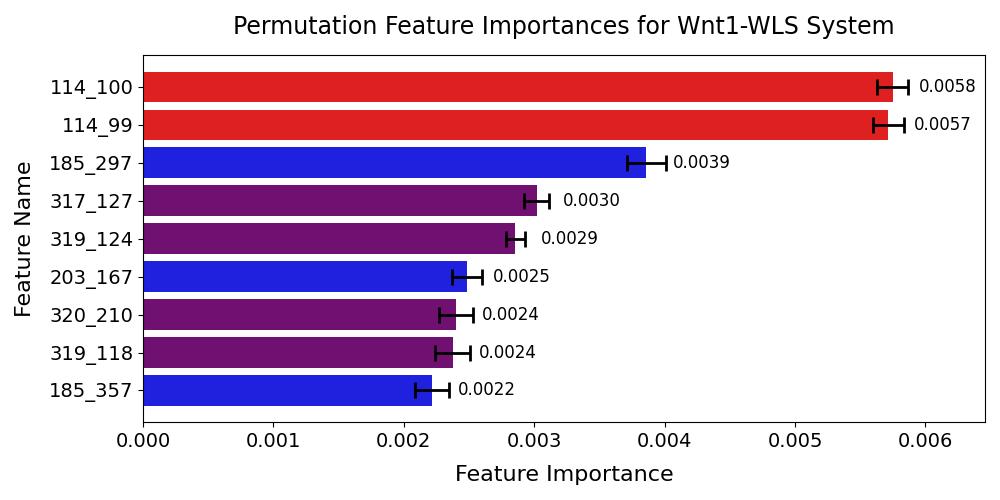 Permutation Feature Importances for Wnt1-WLS System
Feature Name
114_100 0.0058
114_99 0.0057
185_297 0.0039
317_127 0.0030
319_124 0.0029
203_167 0.0025
320_210 0.0024
319_118 0.0024
185_357 0.0022
0.000 0.001 0.002 0.003 0.004 0.005 0.006
Feature Importance